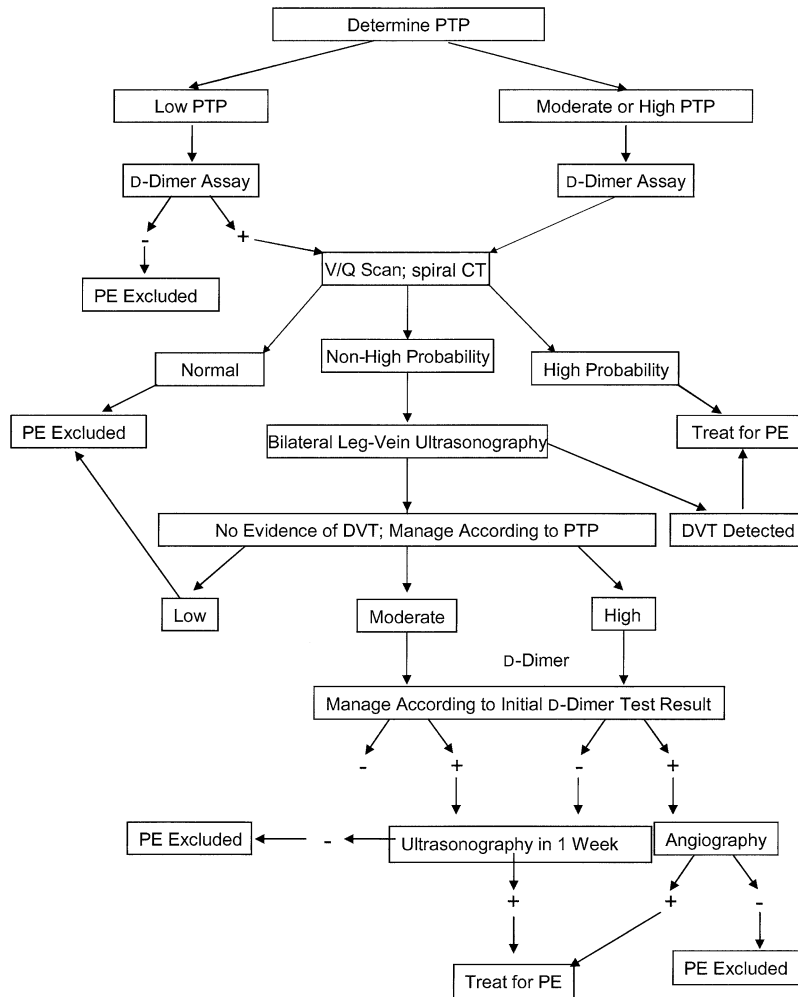 Determine PTP
Low PTP
Moderate or High PTP
D-Dimer Assay
D-Dimer Assay
-
+
V/Q Scan; spiral CT
PE Excluded
Normal
Non-High Probability
High Probability
PE Excluded
Bilateral Leg-Vein Ultrasonography
Treat for PE
No Evidence of DVT; Manage According to PTP
DVT Detected
Low
Moderate
High
D-Dimer
Manage According to Initial D-Dimer Test Result
-
+
-
+
PE Excluded
-
Ultrasonography in 1 Week
Angiography
+
+
-
Treat for PE
PE Excluded